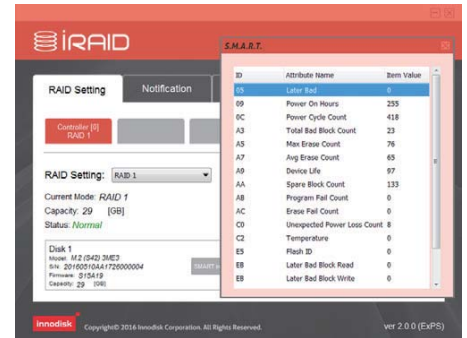 iRAID
RAID Setting
Notification
Controller [0]
RAID 1
RAID Setting: RAID 1
Current Mode: RAID 1
Capacity: 29 [GB]
Status: Normal
Disk 1
Model: M.2 (S42) 3ME3
S/N: 20160510AA1726000004
Firmware: S15A19
Capacity: 29 [GB]
SMART
S.M.A.R.T.
ID Attribute Name Item Value
05 Later Bad 0
09 Power On Hours 255
0C Power Cycle Count 418
A3 Total Bad Block Count 23
A5 Max Erase Count 76
A7 Avg Erase Count 65
A9 Device Life 97
AA Spare Block Count 133
AB Program Fail Count 0
AC Erase Fail Count 0
C0 Unexpected Power Loss Count 8
C2 Temperature 0
E5 Flash ID 0
EB Later Bad Block Read 0
EB Later Bad Block Write 0
innodisk Copyright© 2016 Innodisk Corporation. All Rights Reserved. ver 2.0.0 (ExPS)